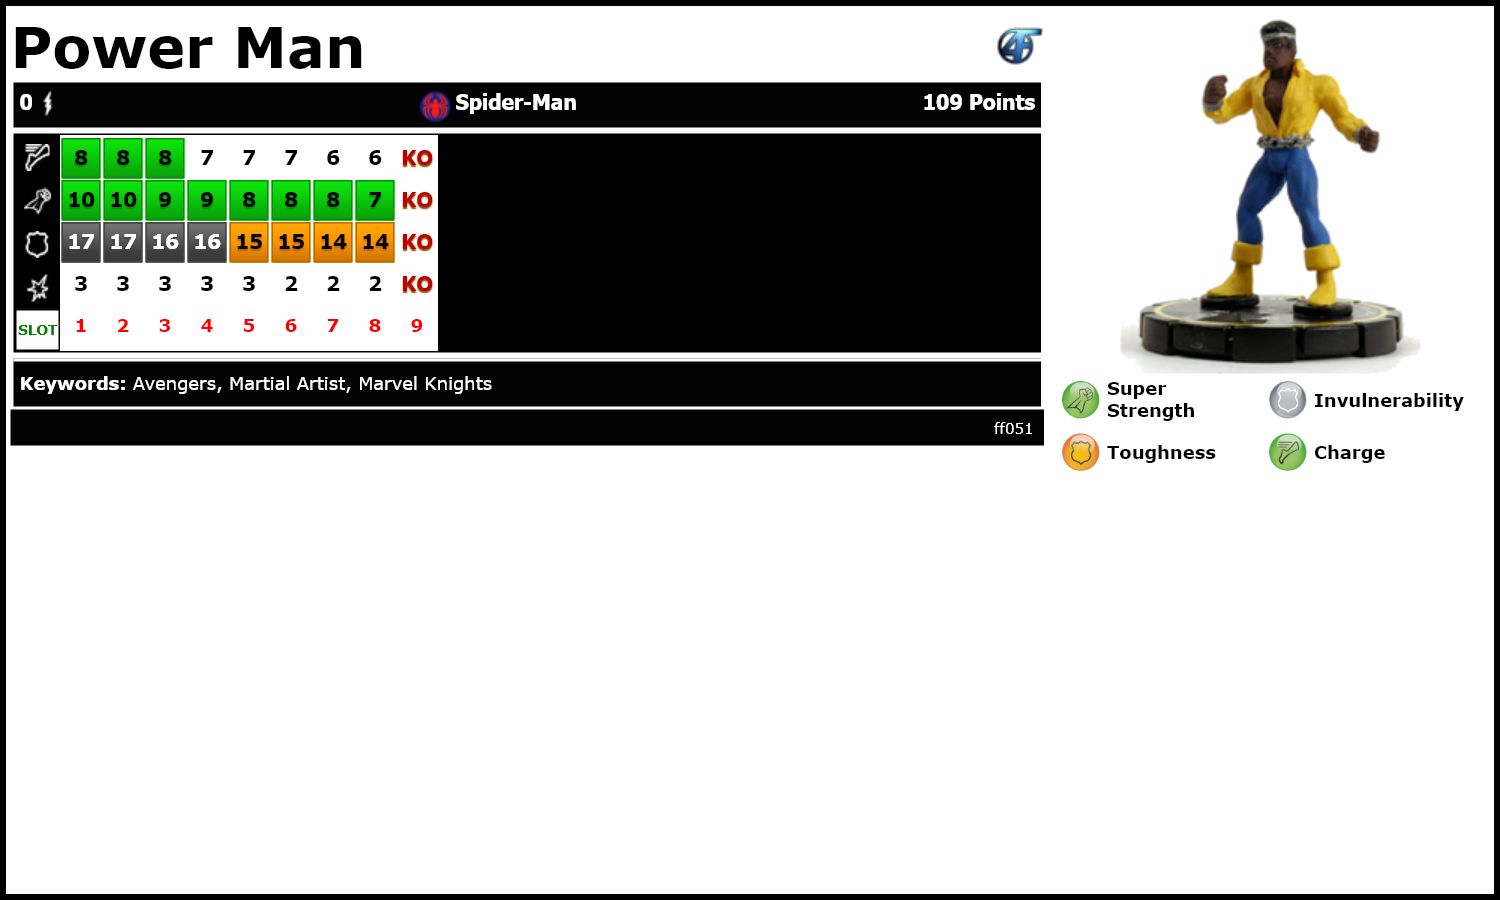 Power Man
0 Spider-Man 109 Points
8 8 8 7 7 7 6 6 KO
10 10 9 9 8 8 8 7 KO
17 17 16 16 15 15 14 14 KO
3 3 3 3 3 2 2 2 KO
SLOT 1 2 3 4 5 6 7 8 9
Keywords: Avengers, Martial Artist, Marvel Knights
ff051
Super
Strength
Invulnerability
Toughness
Charge